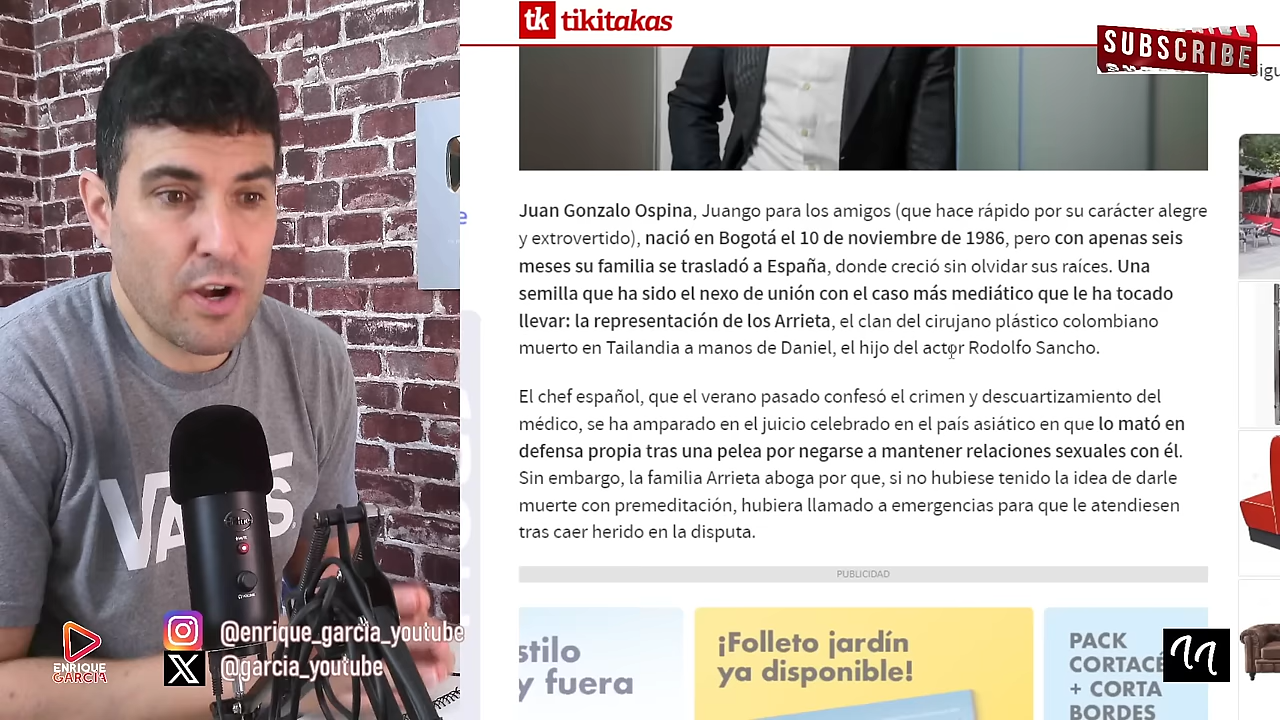 tk tikitakas
SUBSCRIBE
Juan Gonzalo Ospina, Juango para los amigos (que hace rápido por su carácter alegre
y extrovertido), nació en Bogotá el 10 de noviembre de 1986, pero con apenas seis
meses su familia se trasladó a España, donde creció sin olvidar sus raíces. Una
semilla que ha sido el nexo de unión con el caso más mediático que le ha tocado
llevar: la representación de los Arrieta, el clan del cirujano plástico colombiano
muerto en Tailandia a manos de Daniel, el hijo del actor Rodolfo Sancho.
El chef español, que el verano pasado confesó el crimen y descuartizamiento del
médico, se ha amparado en el juicio celebrado en el país asiático en que lo mató en
defensa propia tras una pelea por negarse a mantener relaciones sexuales con él.
Sin embargo, la familia Arrieta aboga por que, si no hubiese tenido la idea de darle
muerte con premeditación, hubiera llamado a emergencias para que le atendiesen
tras caer herido en la disputa.
PUBLICIDAD
stilo
y fuera
¡Folleto jardín
ya disponible!
PACK
CORTACÉ
+ CORTA
BORDES
VANS
@enrique_garcia_youtube
@garcia_youtube
ENRIQUE
GARCIA